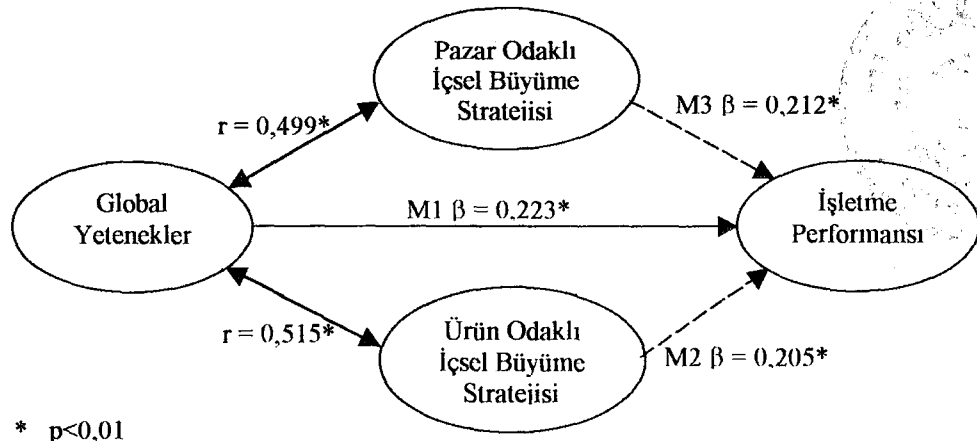 Pazar Odaklı
İçsel Büyüme
Stratejisi
M3 β = 0,212*
r = 0,499*
Global
Yetenekler
M1 β = 0,223*
İşletme
Performansı
r = 0,515*
Ürün Odaklı
İçsel Büyüme
Stratejisi
M2 β = 0,205*
* p<0,01